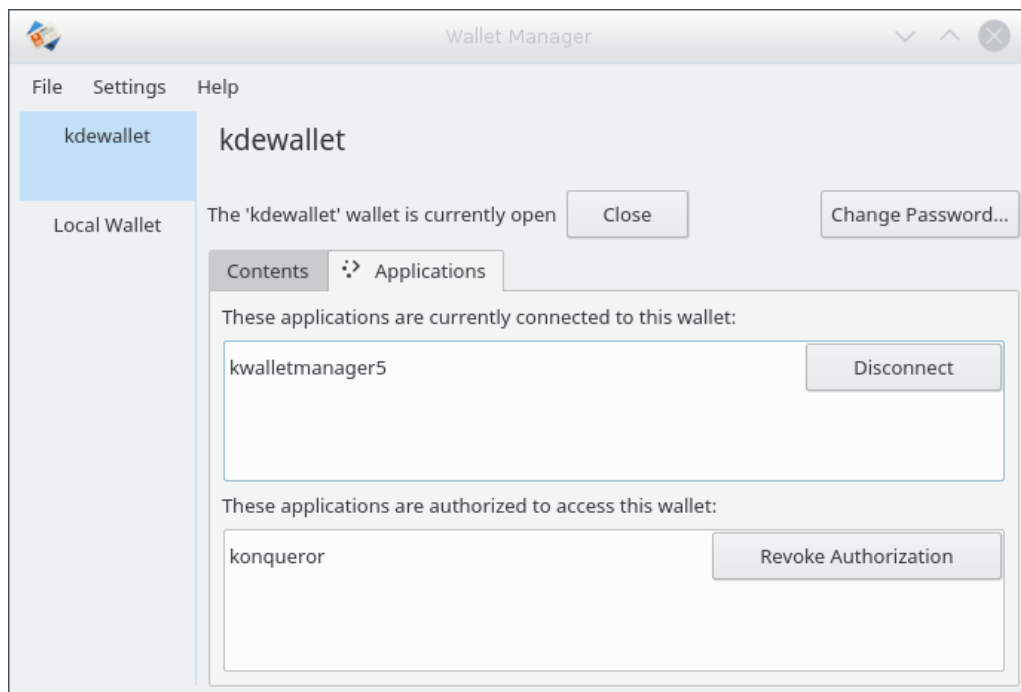 Wallet Manager
File Settings Help
kdewallet
Local Wallet
kdewallet
The 'kdewallet' wallet is currently open Close Change Password...
Contents Applications
These applications are currently connected to this wallet:
kwalletmanager5 Disconnect
These applications are authorized to access this wallet:
konqueror Revoke Authorization